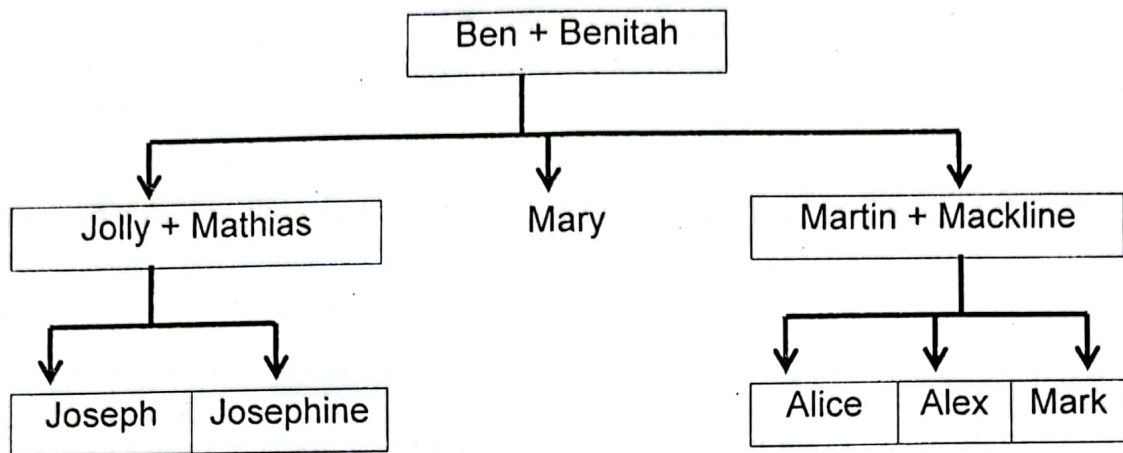 Ben + Benitah
Jolly + Mathias
Mary
Martin + Mackline
Joseph
Josephine
Alice
Alex
Mark